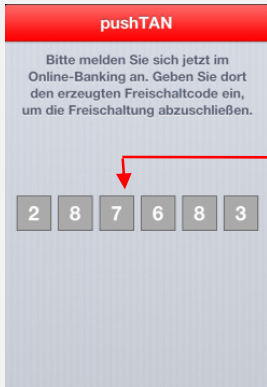 pushTAN
Bitte melden Sie sich jetzt im
Online-Banking an. Geben Sie dort
den erzeugten Freischaltcode ein,
um die Freischaltung abzuschließen.
2 8 7 6 8 3